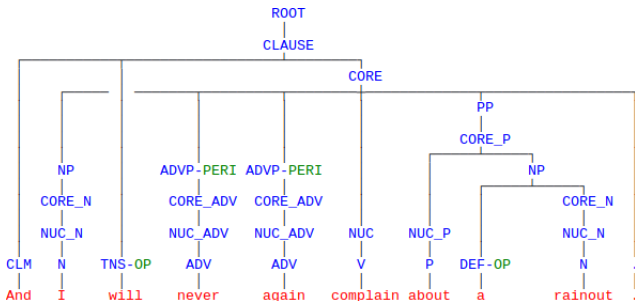 ROOT
CLAUSE
CORE
PP
CORE_P
NP ADVP-PERI ADVP-PERI NP
CORE_N CORE_ADV CORE_ADV CORE_N
NUC_N NUC_ADV NUC_ADV NUC NUC_P NUC_N
CLM N TNS-OP ADV ADV V P DEF-OP N
And I will never again complain about a rainout